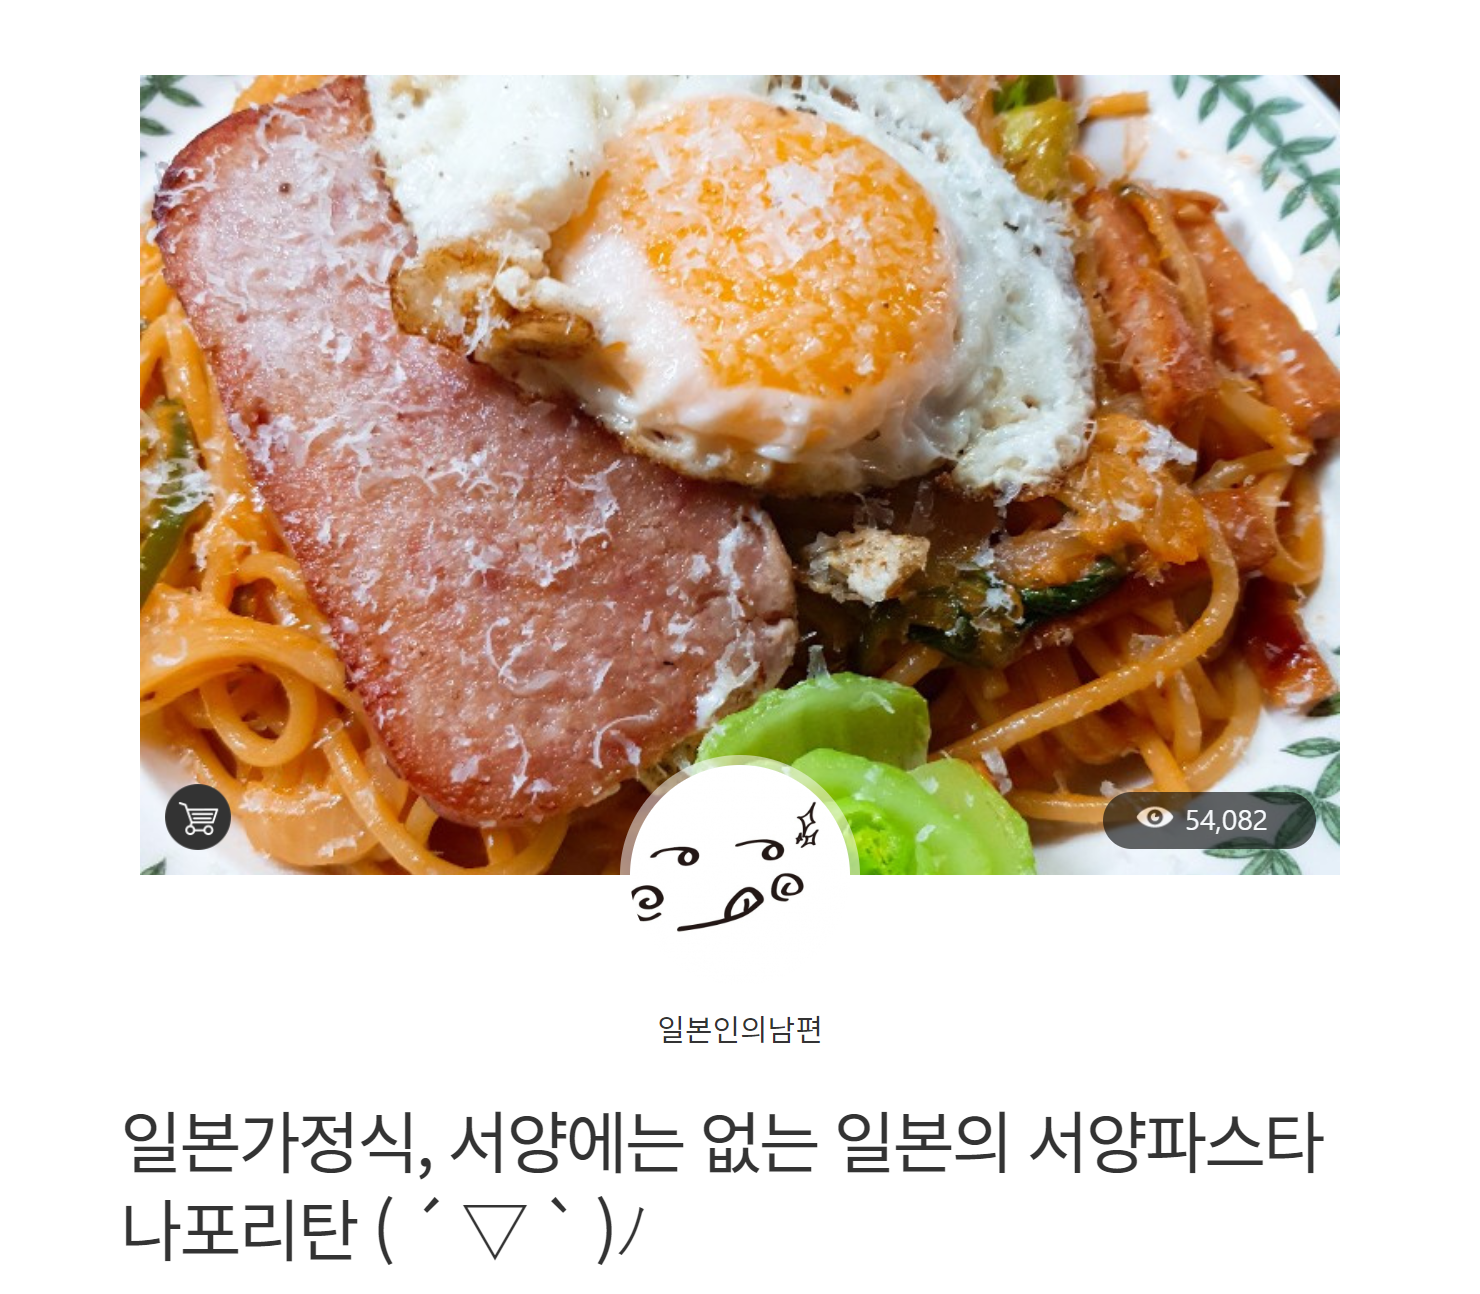 54,082
일본인의남편
일본가정식, 서양에는 없는 일본의 서양파스타
나포리탄 ( ´ ▽ ` )ﾉ